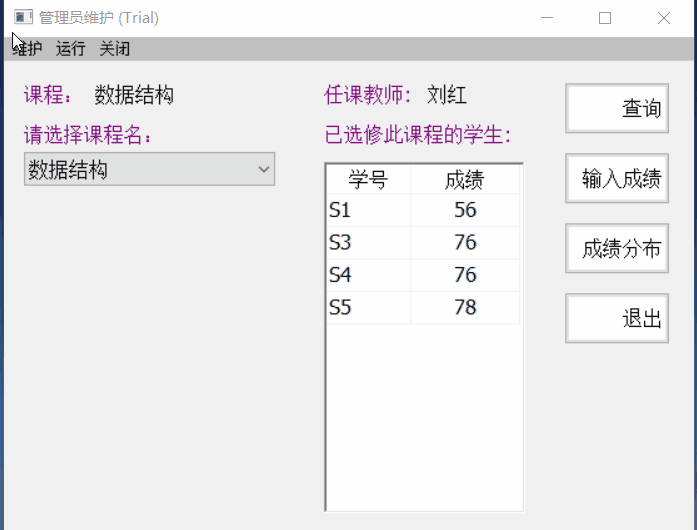 管理员维护 (Trial)
维护 运行 关闭
课程： 数据结构
任课教师： 刘红
请选择课程名：
已选修此课程的学生：
数据结构
学号 成绩
S1 56
S3 76
S4 76
S5 78
查询
输入成绩
成绩分布
退出